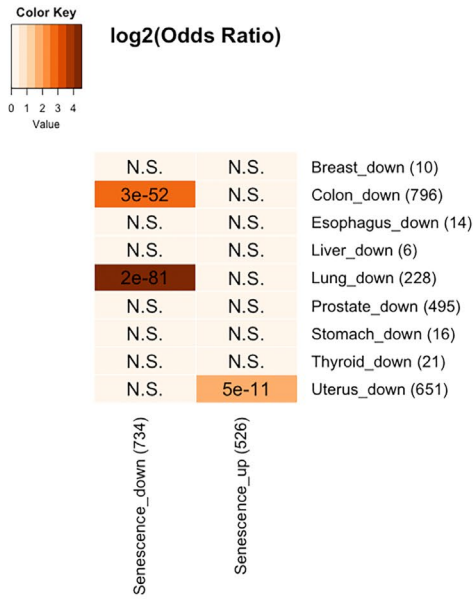 Color Key
0 1 2 3 4
Value
log2(Odds Ratio)
N.S. N.S. Breast_down (10)
3e-52 N.S. Colon_down (796)
N.S. N.S. Esophagus_down (14)
N.S. N.S. Liver_down (6)
2e-81 N.S. Lung_down (228)
N.S. N.S. Prostate_down (495)
N.S. N.S. Stomach_down (16)
N.S. N.S. Thyroid_down (21)
N.S. 5e-11 Uterus_down (651)
Senescence_down (734)
Senescence_up (526)